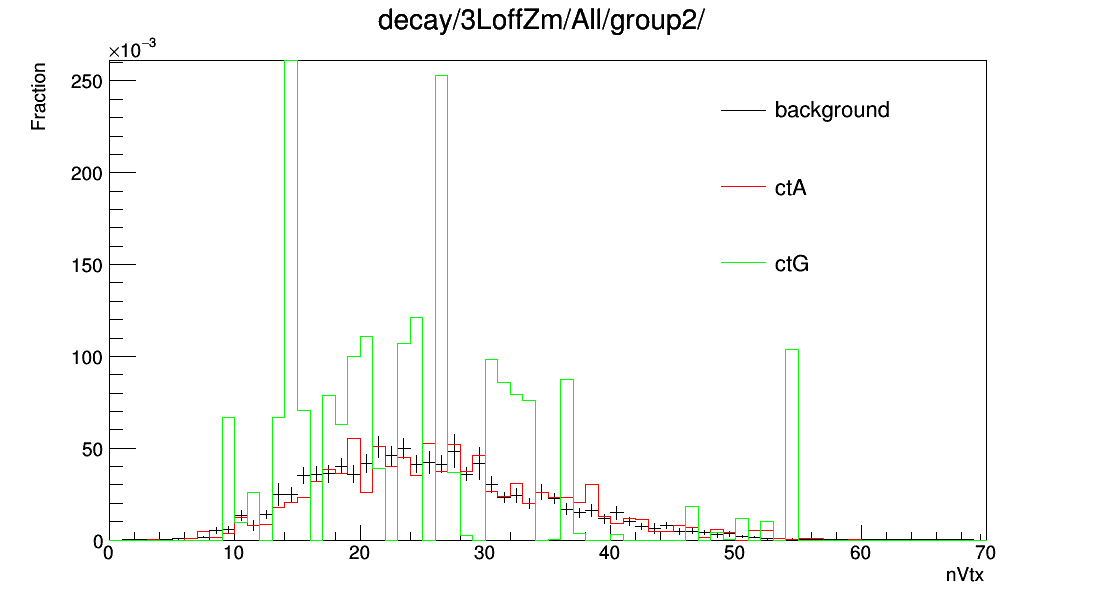 decay/3LoffZm/All/group2/
×10⁻³
Fraction
250
200
150
100
50
0
background
ctA
ctG
0 10 20 30 40 50 60 70
nVtx